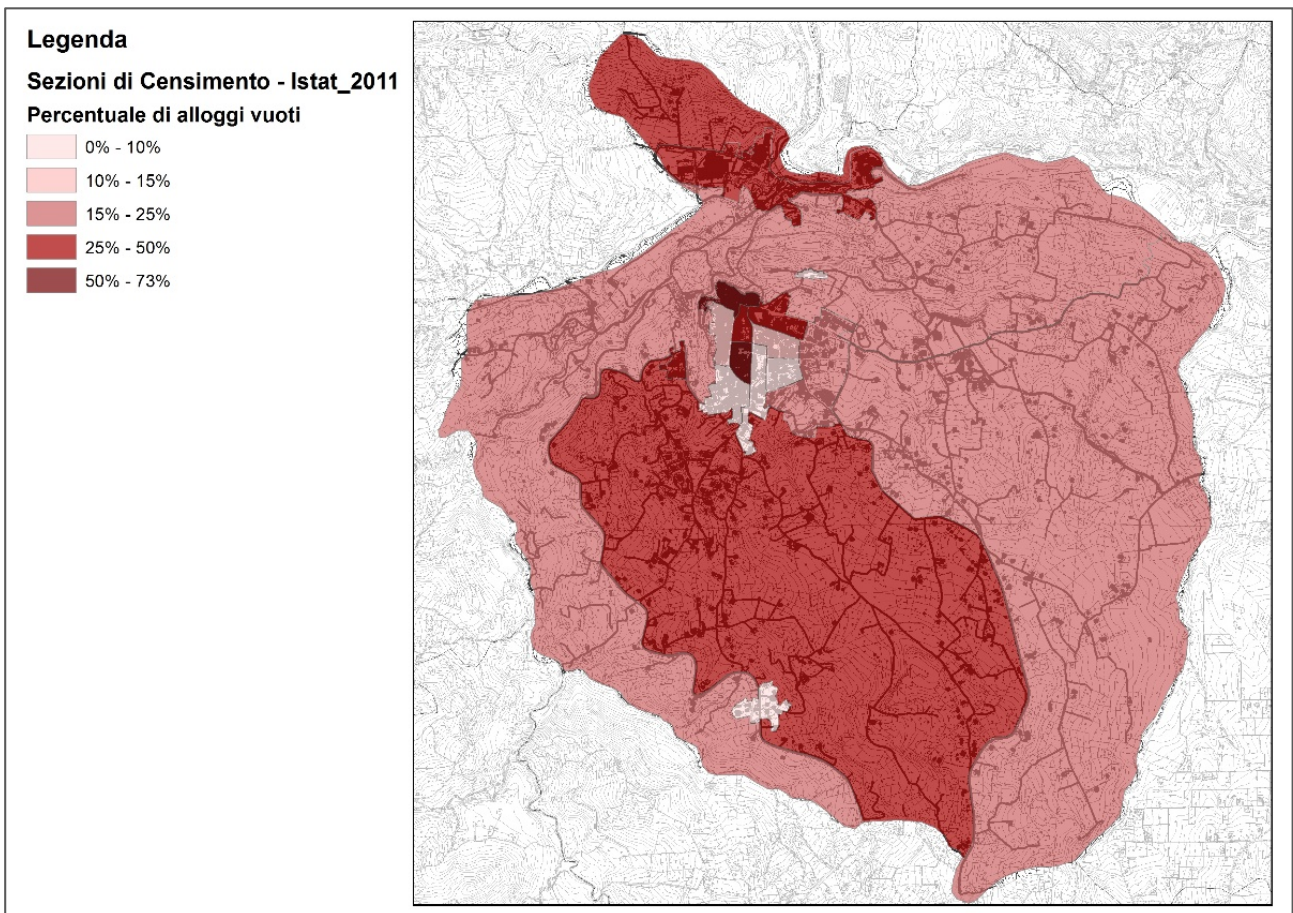 Legenda
Sezioni di Censimento - Istat_2011
Percentuale di alloggi vuoti
0% - 10%
10% - 15%
15% - 25%
25% - 50%
50% - 73%